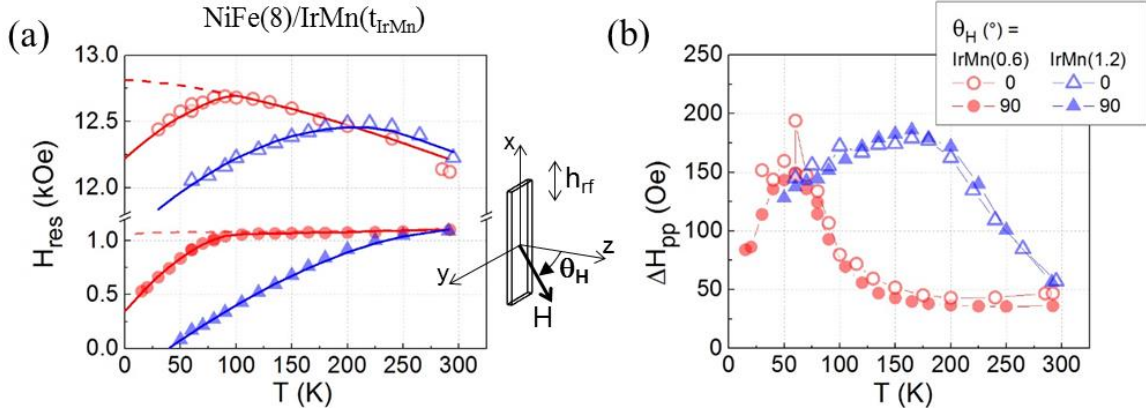 NiFe(8)/IrMn(t_IrMn)
(a)
H_res (kOe)
13.0
12.5
12.0
1.0
0.5
0.0
0 50 100 150 200 250 300
T (K)
x
h_rf
z
y
θ_H
H
(b)
θ_H (°) =
IrMn(0.6) IrMn(1.2)
0 0
90 90
ΔH_pp (Oe)
250
200
150
100
50
0
0 50 100 150 200 250 300
T (K)